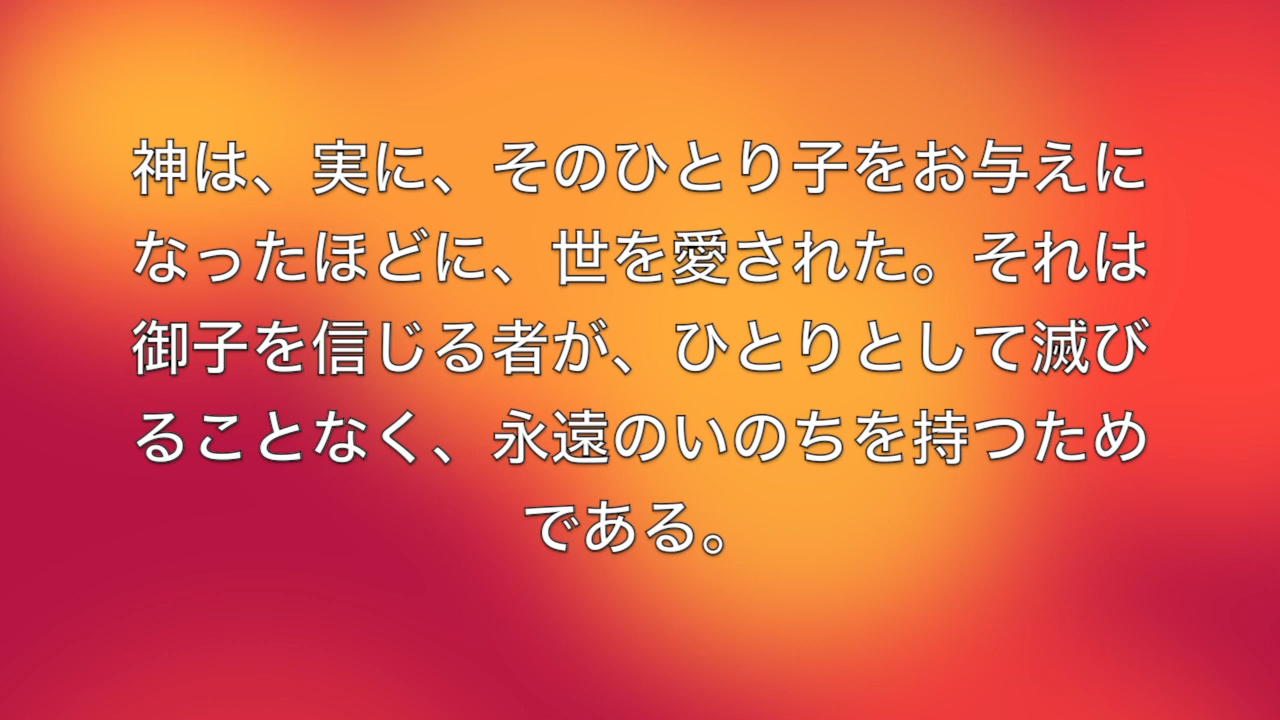 神は、実に、そのひとり子をお与えに
なったほどに、世を愛された。それは
御子を信じる者が、ひとりとして滅び
ることなく、永遠のいのちを持つため
である。